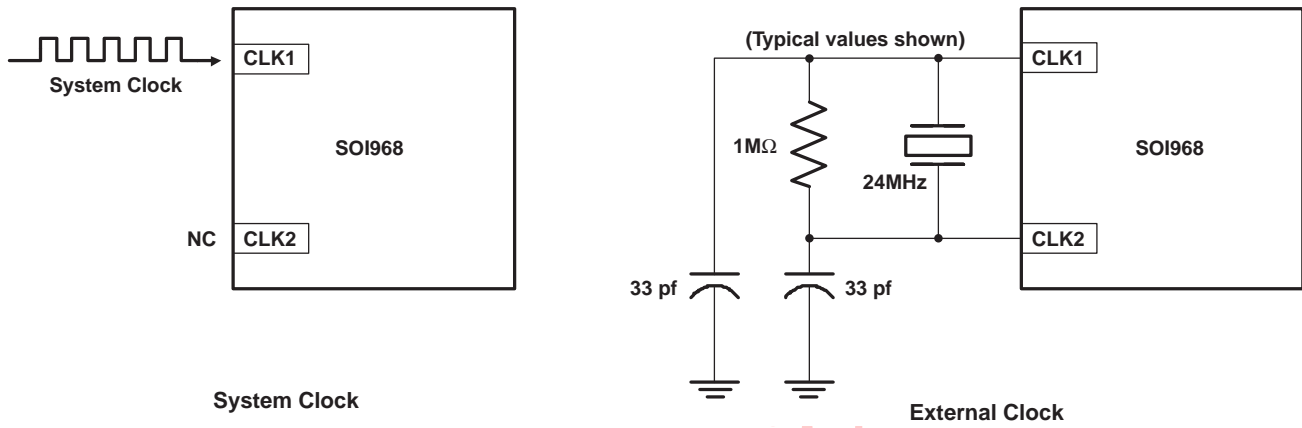 CLK1
System Clock
SOI968
NC CLK2
System Clock
(Typical values shown)
CLK1
1MΩ
SOI968
24MHz
CLK2
33 pf 33 pf
External Clock